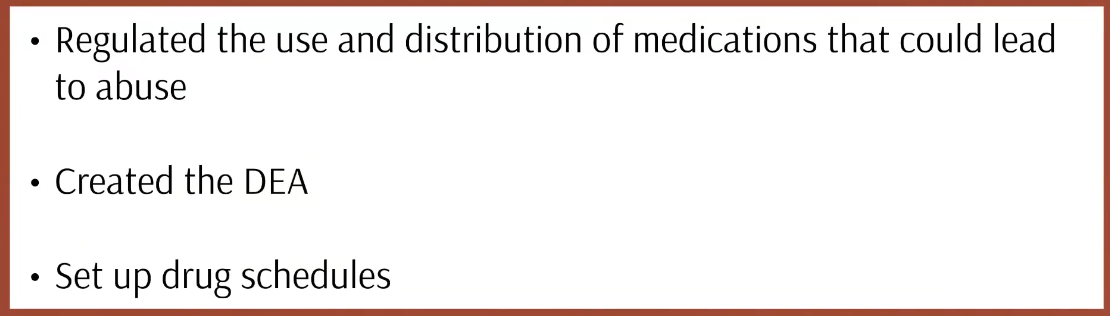 • Regulated the use and distribution of medications that could lead
to abuse
• Created the DEA
• Set up drug schedules